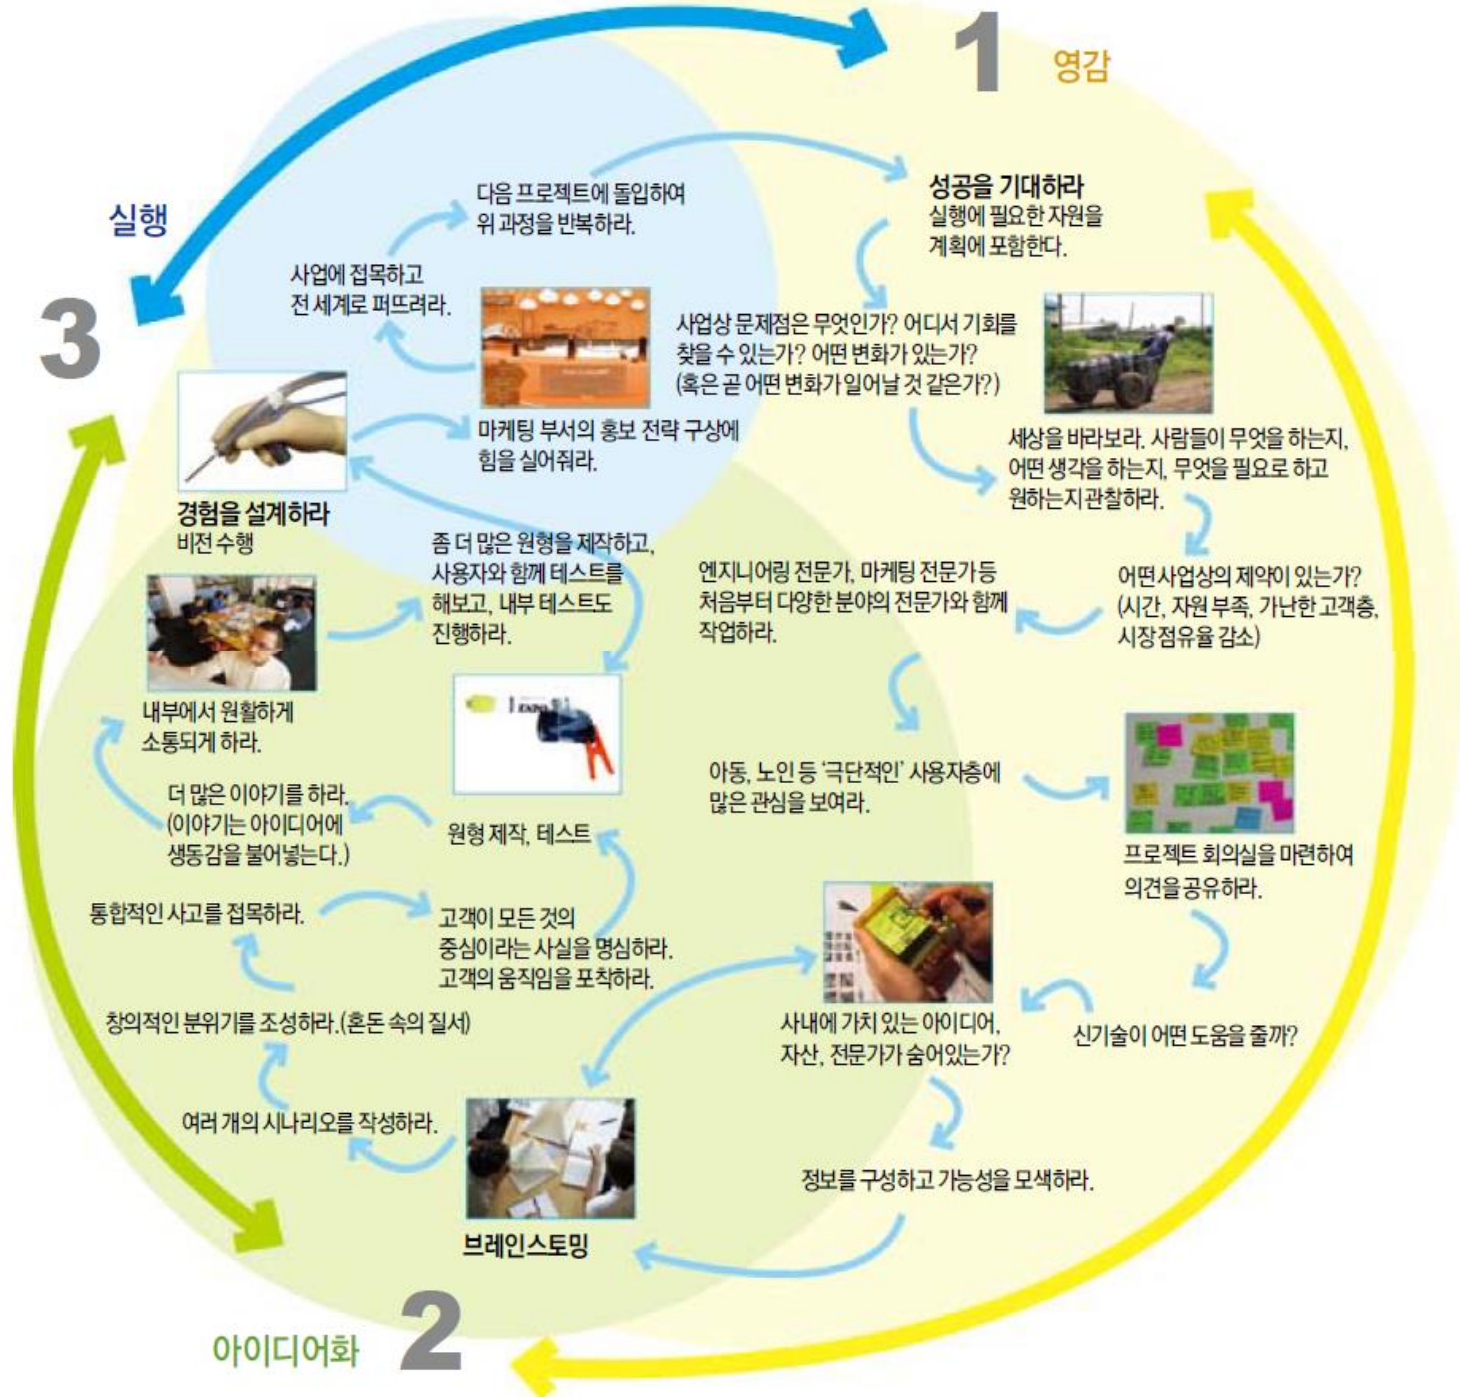 1
영감
성공을 기대하라
실행에 필요한 자원을
계획에 포함한다.
사업상 문제점은 무엇인가? 어디서 기회를
찾을 수 있는가? 어떤 변화가 있는가?
(혹은 곧 어떤 변화가 일어날 것 같은가?)
세상을 바라보라. 사람들이 무엇을 하는지,
어떤 생각을 하는지, 무엇을 필요로 하고
원하는지 관찰하라.
어떤 사업상의 제약이 있는가?
(시간, 자원 부족, 가난한 고객층,
시장 점유율 감소)
엔지니어링 전문가, 마케팅 전문가 등
처음부터 다양한 분야의 전문가와 함께
작업하라.
아동, 노인 등 ‘극단적인’ 사용자층에
많은 관심을 보여라.
프로젝트 회의실을 마련하여
의견을 공유하라.
신기술이 어떤 도움을 줄까?
사내에 가치 있는 아이디어,
자산, 전문가가 숨어있는가?
정보를 구성하고 가능성을 모색하라.
2
아이디어화
브레인스토밍
여러 개의 시나리오를 작성하라.
창의적인 분위기를 조성하라.(혼돈 속의 질서)
통합적인 사고를 접목하라.
고객이 모든 것의
중심이라는 사실을 명심하라.
고객의 움직임을 포착하라.
원형 제작, 테스트
EXPO
더 많은 이야기를 하라.
(이야기는 아이디어에
생동감을 불어넣는다.)
내부에서 원활하게
소통되게 하라.
좀 더 많은 원형을 제작하고,
사용자와 함께 테스트를
해보고, 내부 테스트도
진행하라.
3
실행
경험을 설계하라
비전 수행
마케팅 부서의 홍보 전략 구상에
힘을 실어줘라.
사업에 접목하고
전 세계로 퍼뜨려라.
다음 프로젝트에 돌입하여
위 과정을 반복하라.